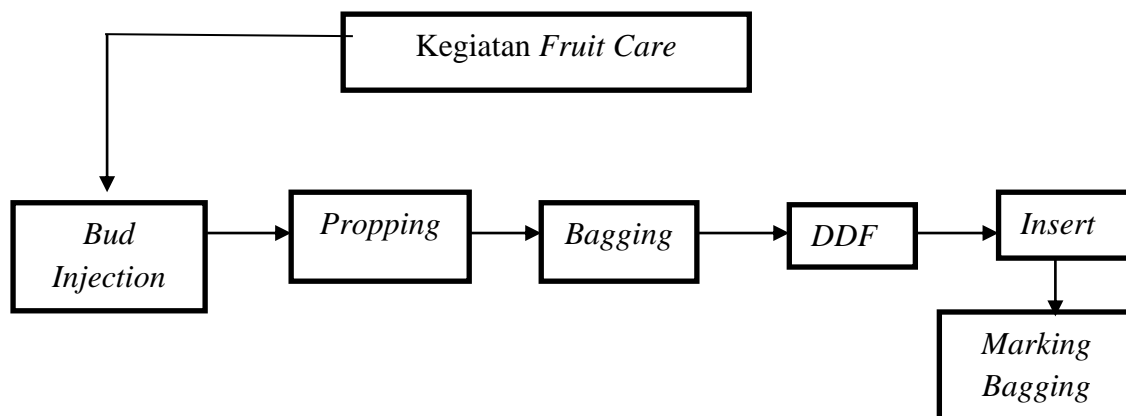 Kegiatan Fruit Care
Bud
Injection
Propping
Bagging
DDF
Insert
Marking
Bagging